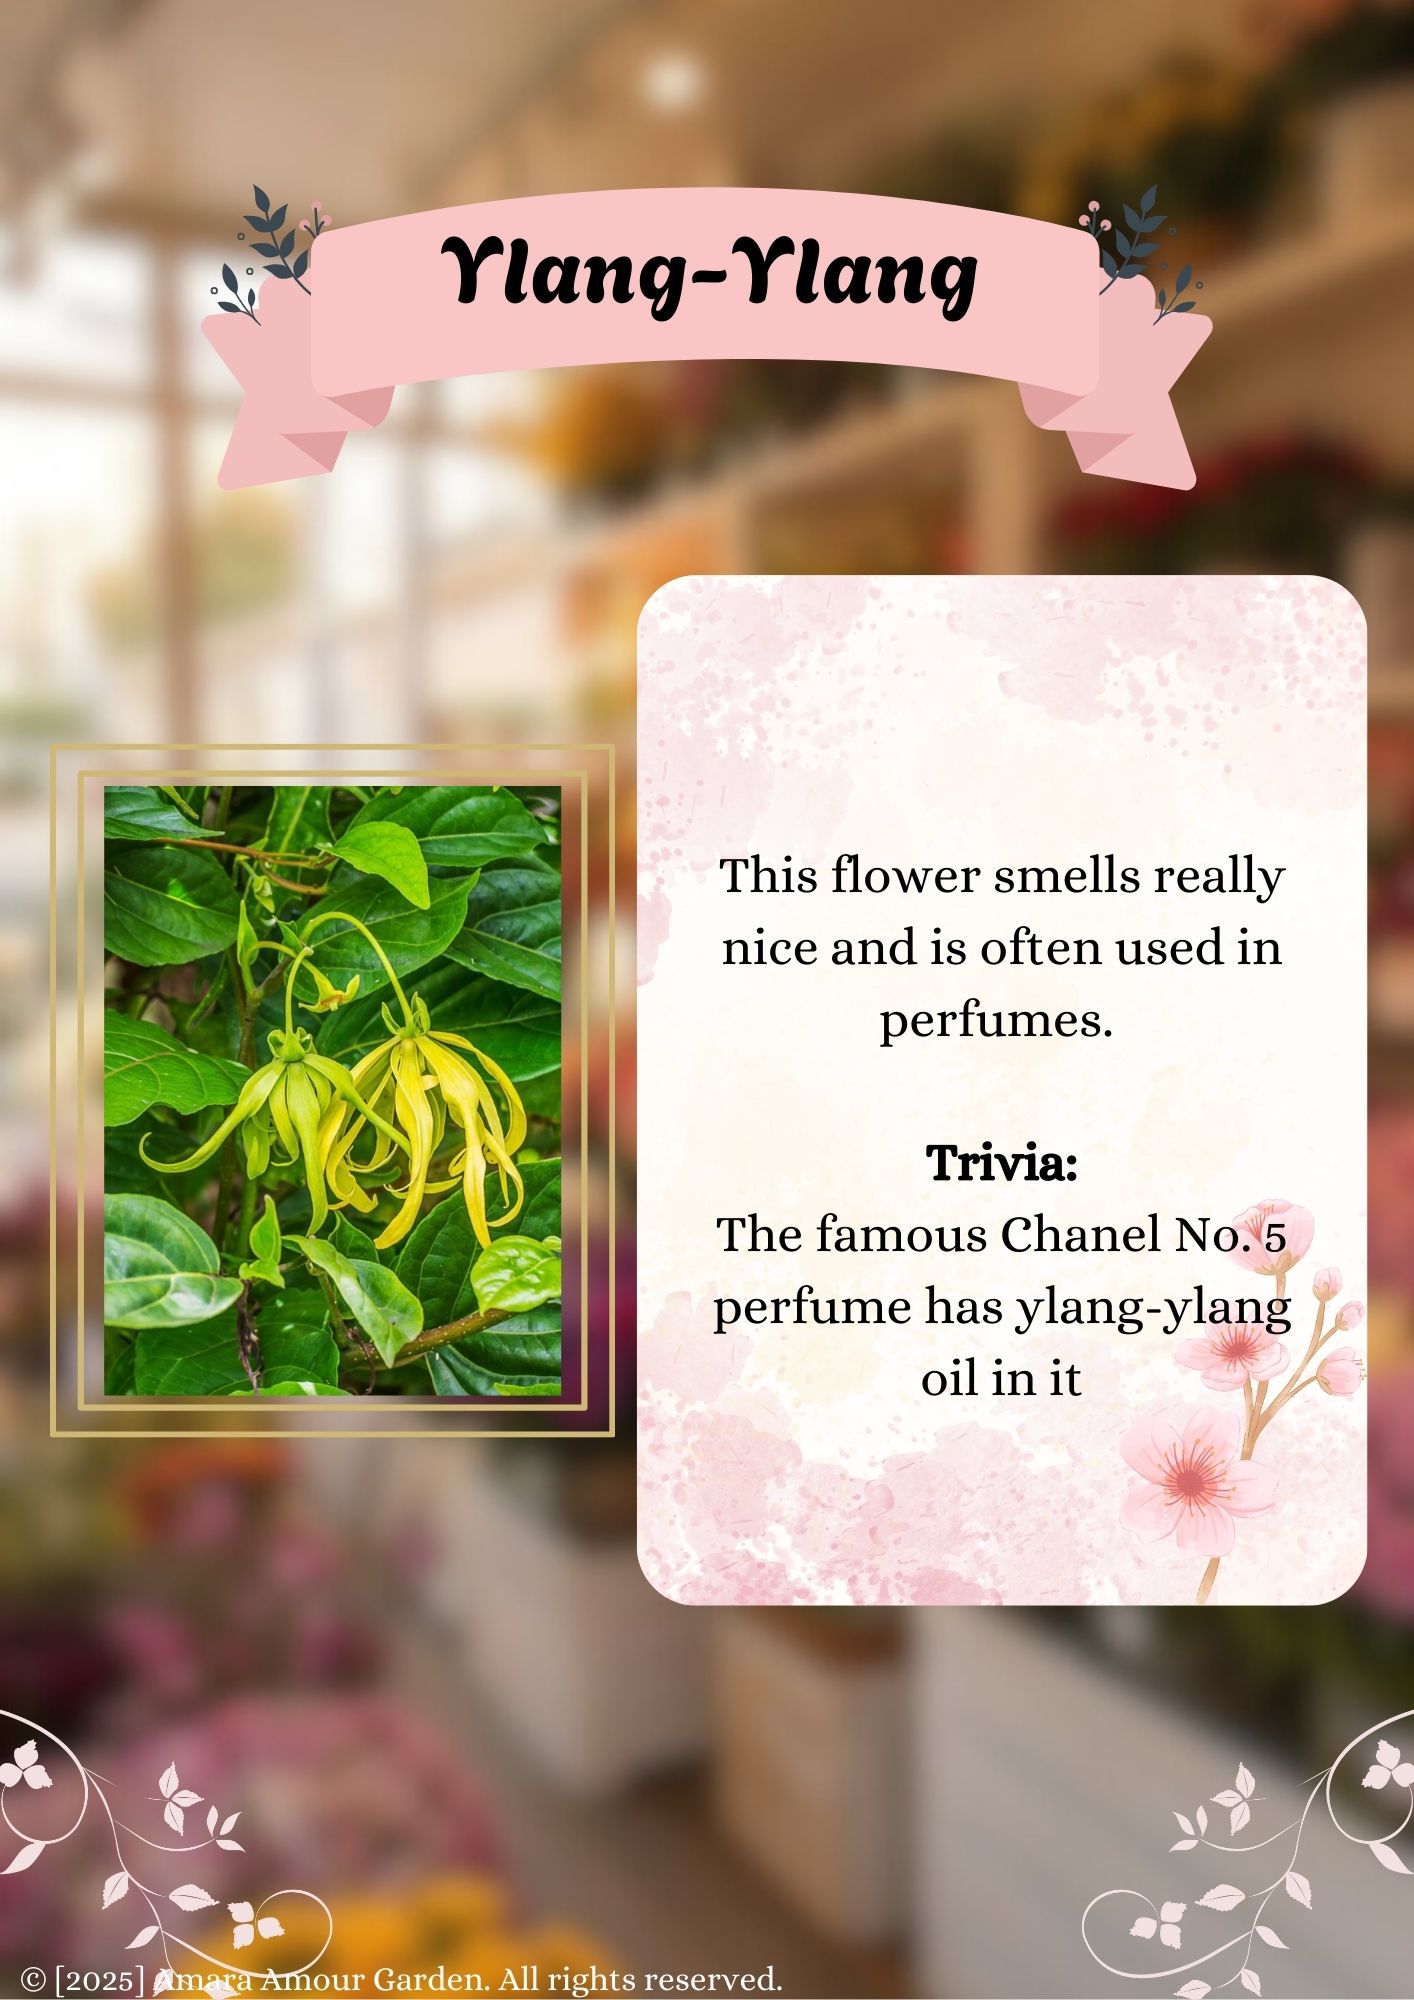 Ylang-Ylang
This flower smells really
nice and is often used in
perfumes.
Trivia:
The famous Chanel No. 5
perfume has ylang-ylang
oil in it
© [2025] Amara Amour Garden. All rights reserved.